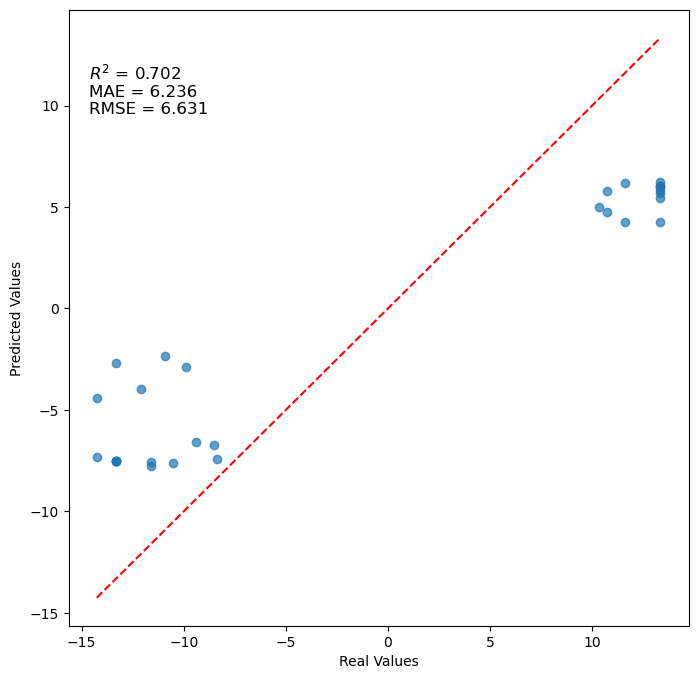 R² = 0.702
MAE = 6.236
RMSE = 6.631
10
5
0
−5
−10
−15
Predicted Values
−15 −10 −5 0 5 10
Real Values